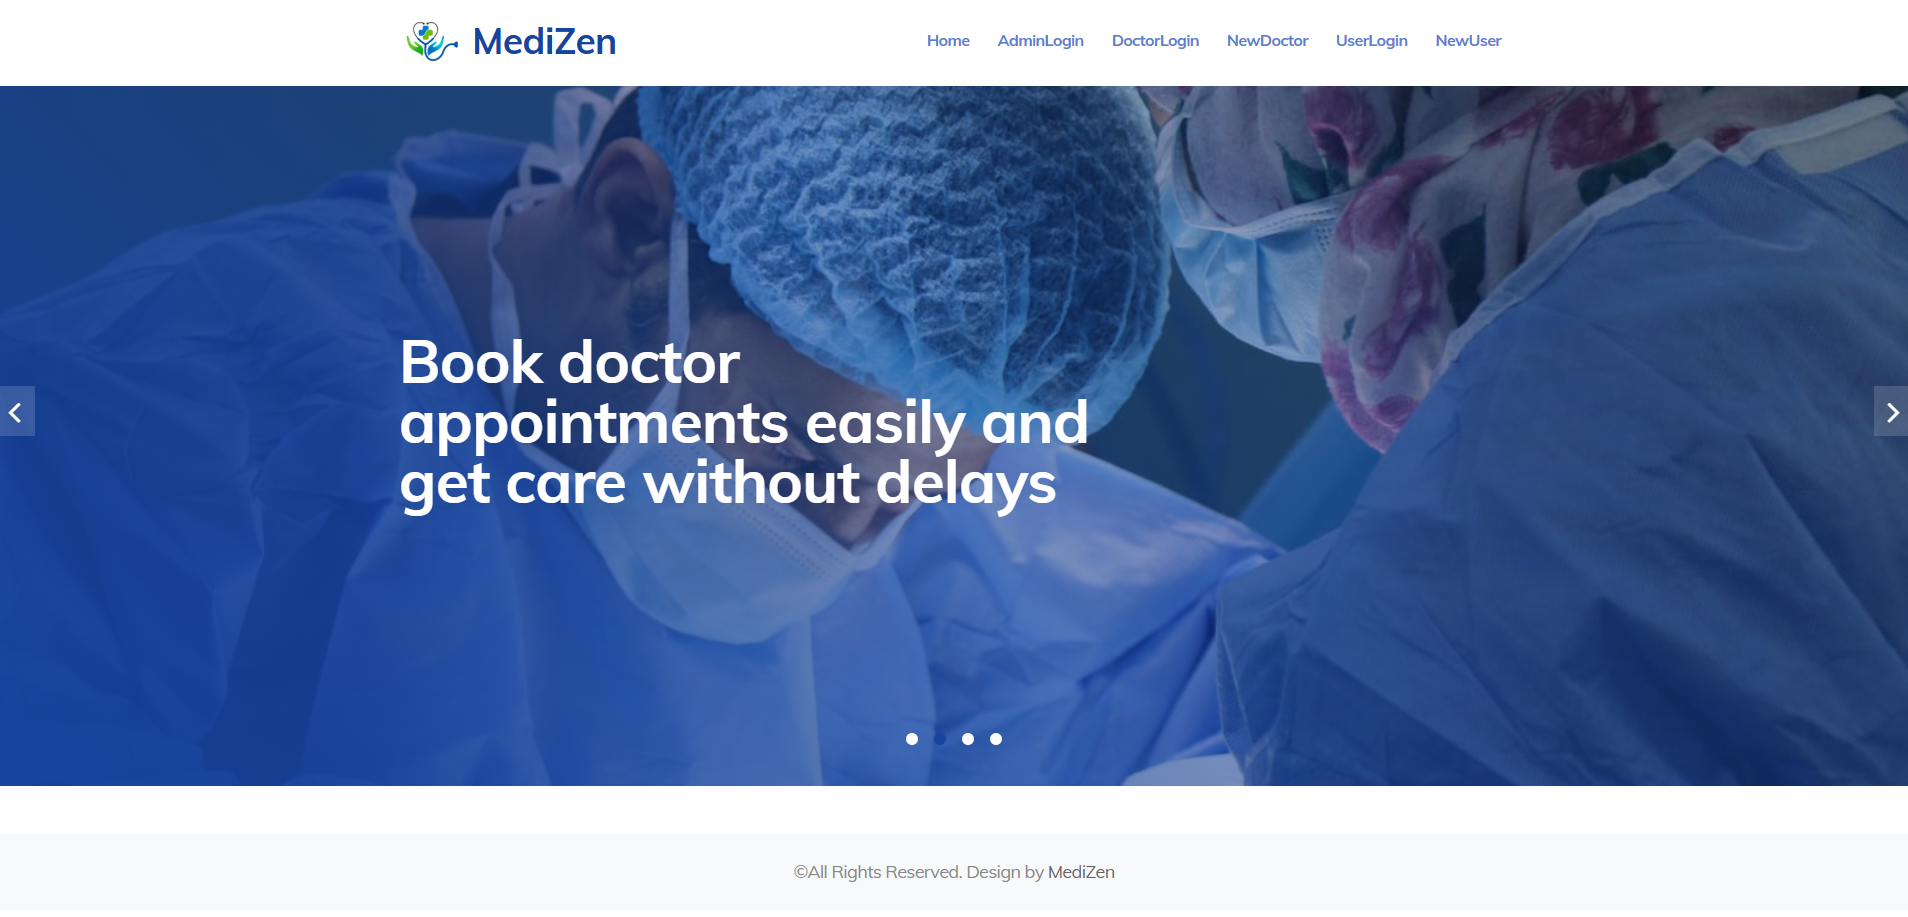 MediZen
Home AdminLogin DoctorLogin NewDoctor UserLogin NewUser
Book doctor
appointments easily and
get care without delays
©All Rights Reserved. Design by MediZen